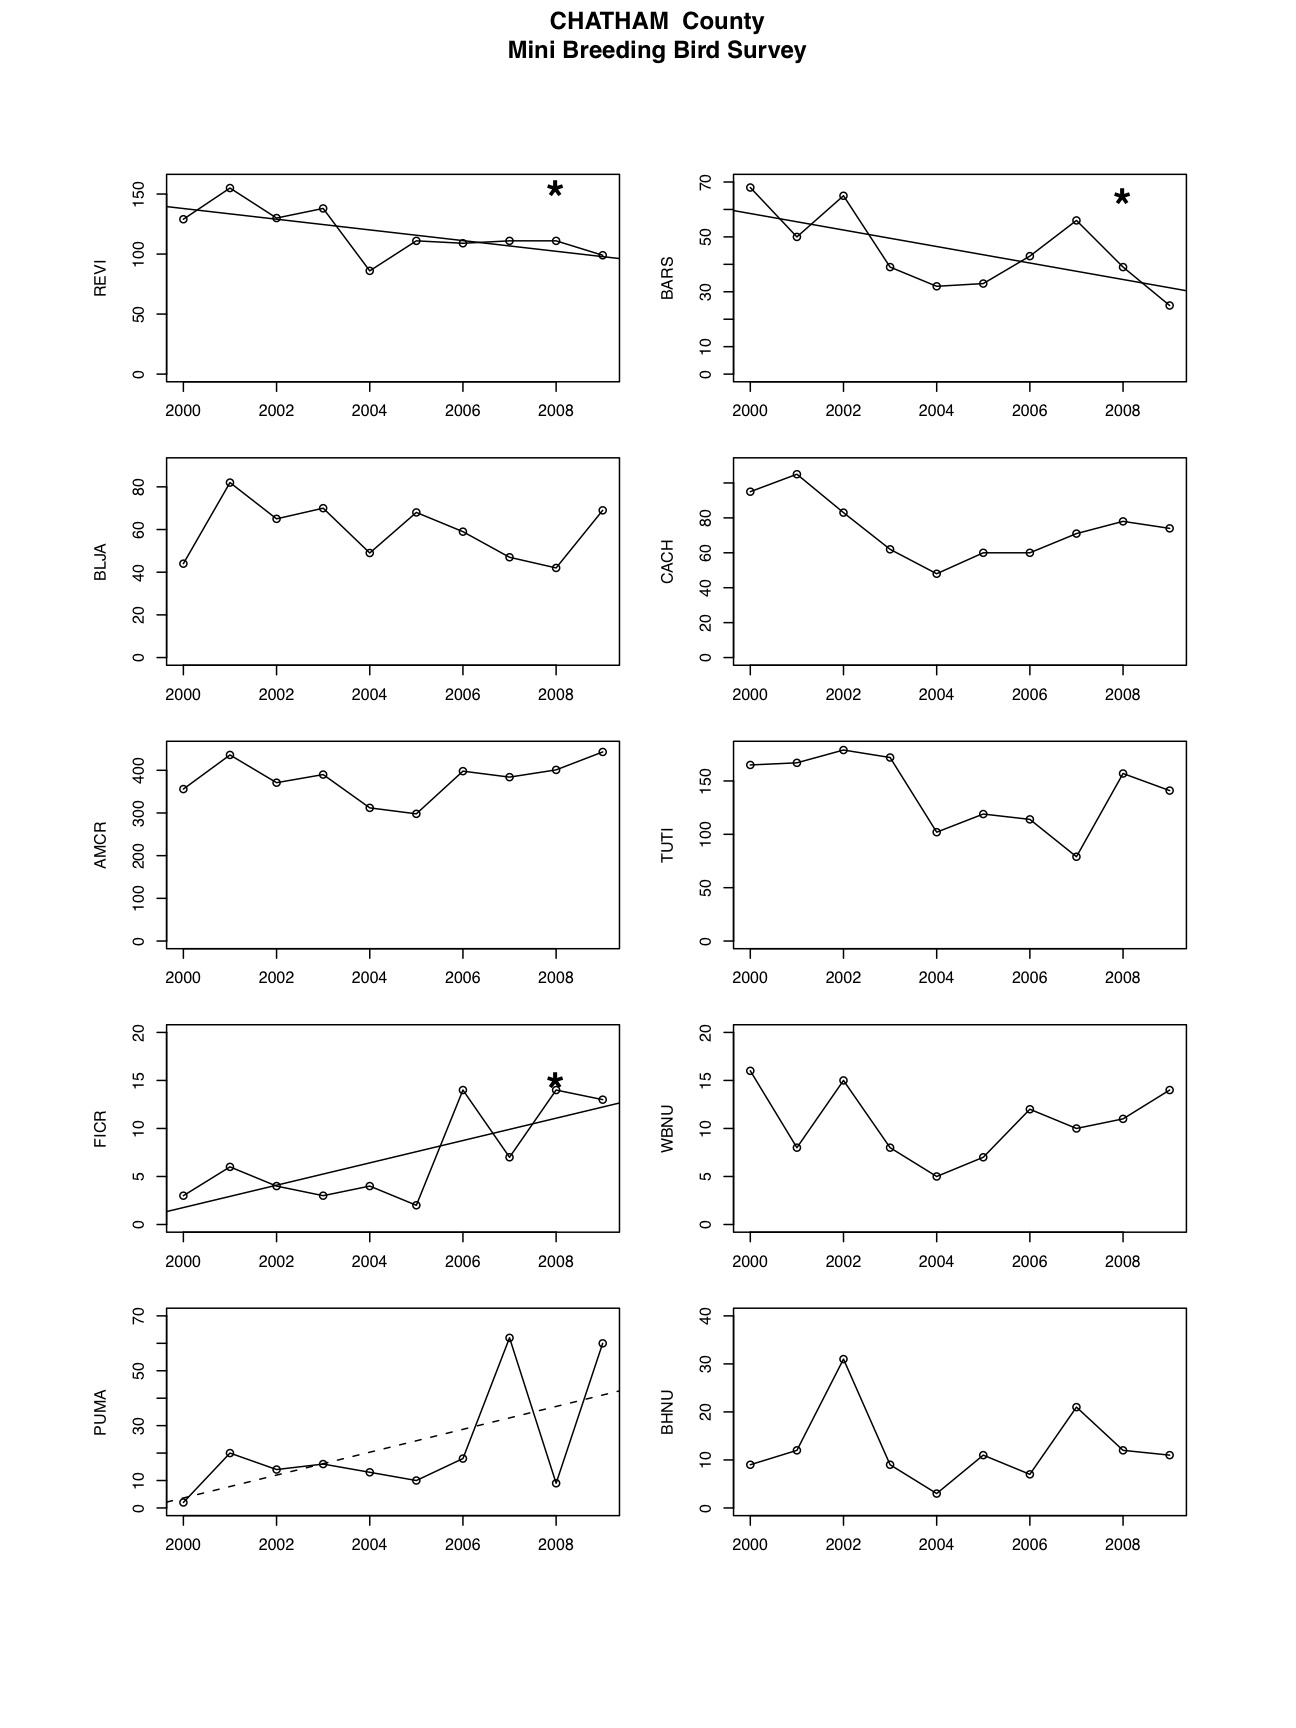 CHATHAM  County
Mini Breeding Bird Survey
REVI
0 50 100 150
2000 2002 2004 2006 2008
*
BARS
0 10 30 50 70
2000 2002 2004 2006 2008
*
BLJA
0 20 40 60 80
2000 2002 2004 2006 2008
CACH
0 20 40 60 80
2000 2002 2004 2006 2008
AMCR
0 100 200 300 400
2000 2002 2004 2006 2008
TUTI
0 50 100 150
2000 2002 2004 2006 2008
FICR
0 5 10 15 20
2000 2002 2004 2006 2008
*
WBNU
0 5 10 15 20
2000 2002 2004 2006 2008
PUMA
0 10 30 50 70
2000 2002 2004 2006 2008
BHNU
0 10 20 30 40
2000 2002 2004 2006 2008